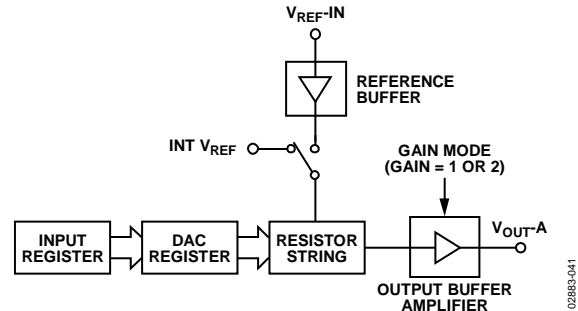 VREF-IN
REFERENCE
BUFFER
INT VREF
GAIN MODE
(GAIN = 1 OR 2)
INPUT
REGISTER
DAC
REGISTER
RESISTOR
STRING
VOUT-A
OUTPUT BUFFER
AMPLIFIER
02883-041